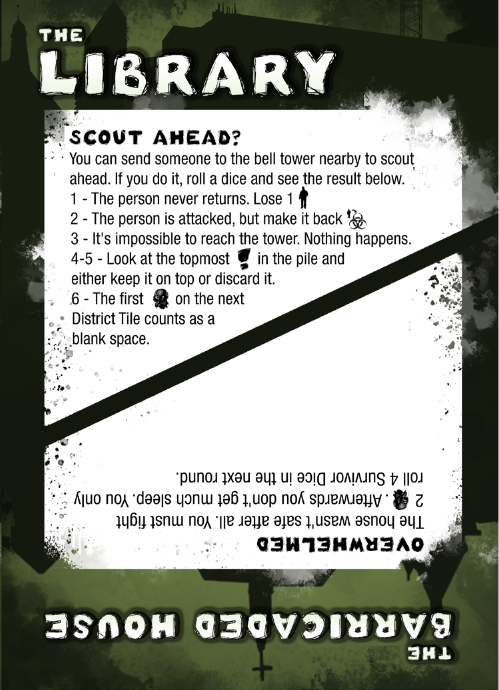 THE
LIBRARY
SCOUT AHEAD?
You can send someone to the bell tower nearby to scout
ahead. If you do it, roll a dice and see the result below.
1 - The person never returns. Lose 1
2 - The person is attacked, but make it back
3 - It's impossible to reach the tower. Nothing happens.
4-5 - Look at the topmost in the pile and
either keep it on top or discard it.
6 - The first on the next
District Tile counts as a
blank space.
THE
BARRICADED HOUSE
OVERWHELMED
The house wasn't safe after all. You must fight
2 . Afterwards you don't get much sleep. You only
roll 4 Survivor Dice in the next round.